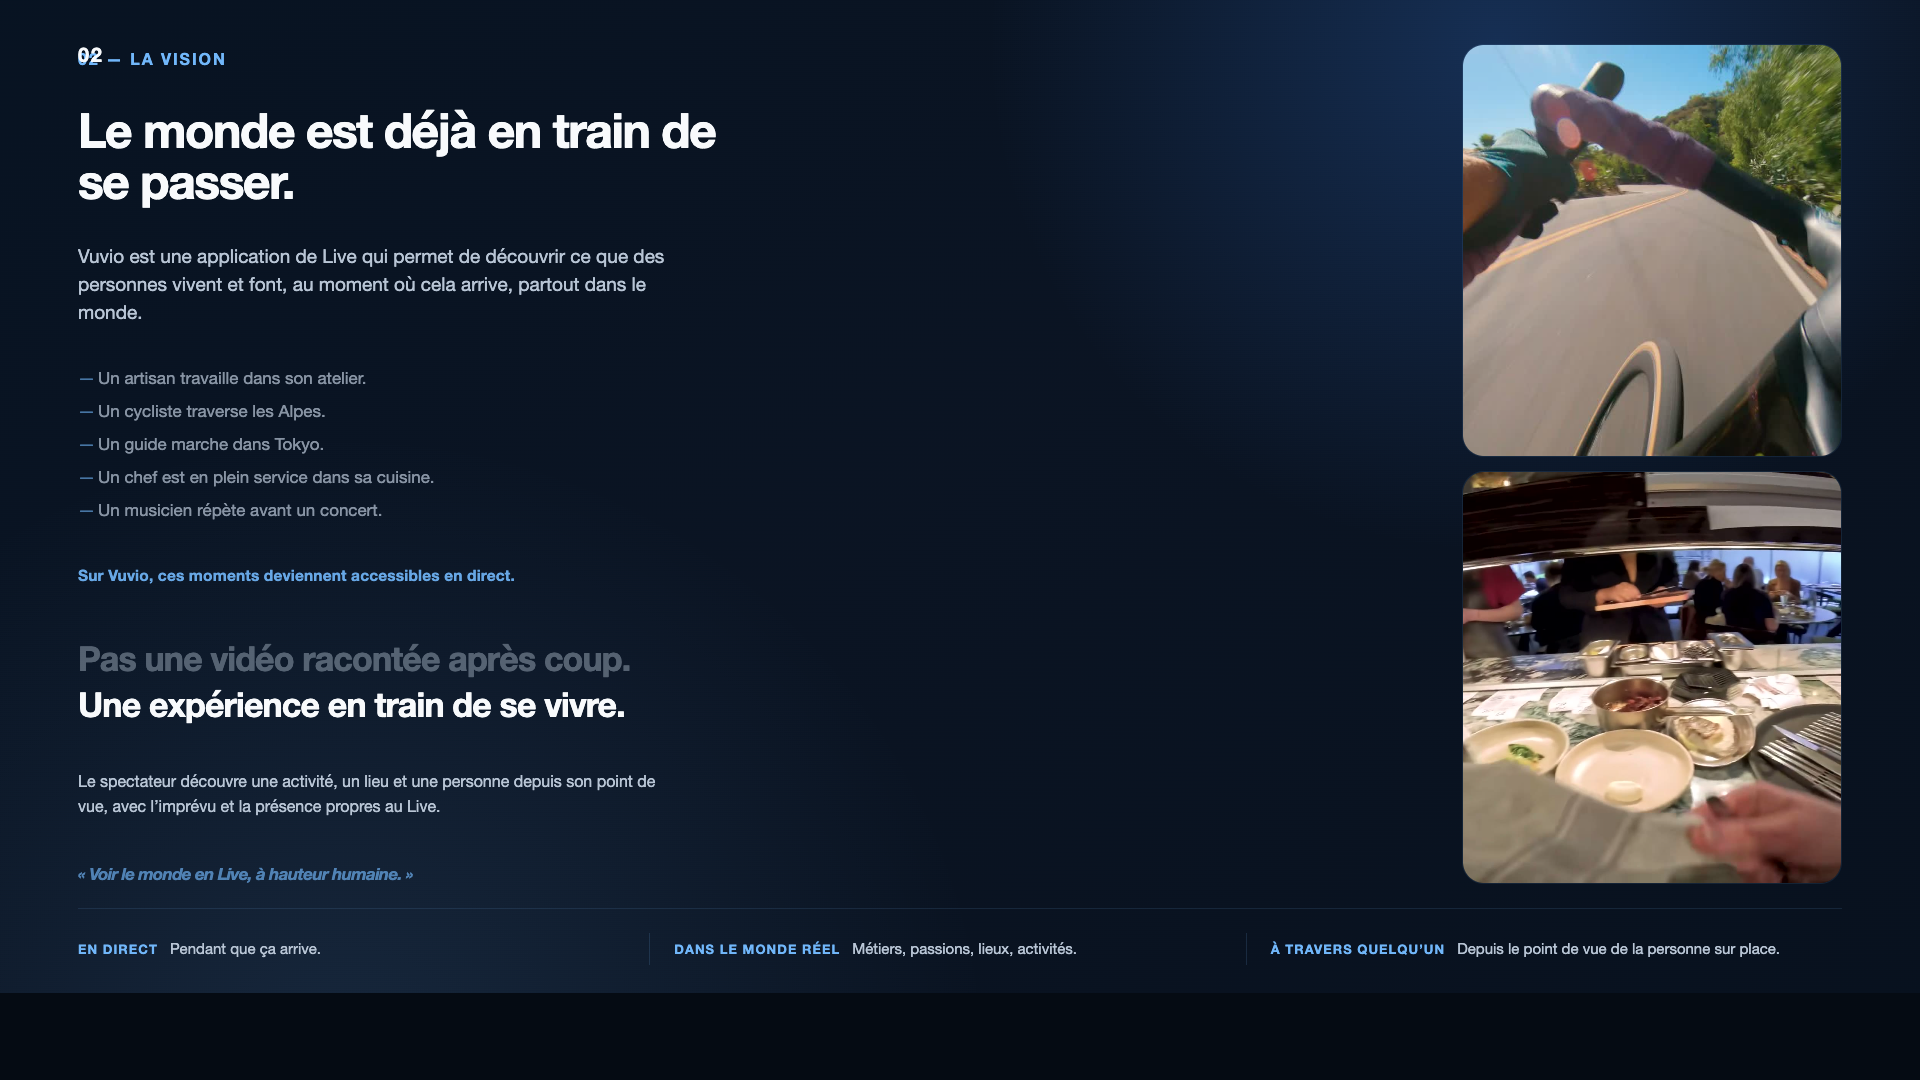 02
02 — LA VISION
Le monde est déjà en train de
se passer.
Vuvio est une application de Live qui permet de découvrir ce que des
personnes vivent et font, au moment où cela arrive, partout dans le
monde.
— Un artisan travaille dans son atelier.
— Un cycliste traverse les Alpes.
— Un guide marche dans Tokyo.
— Un chef est en plein service dans sa cuisine.
— Un musicien répète avant un concert.
Sur Vuvio, ces moments deviennent accessibles en direct.
Pas une vidéo racontée après coup.
Une expérience en train de se vivre.
Le spectateur découvre une activité, un lieu et une personne depuis son point de
vue, avec l’imprévu et la présence propres au Live.
« Voir le monde en Live, à hauteur humaine. »
EN DIRECT Pendant que ça arrive.
DANS LE MONDE RÉEL Métiers, passions, lieux, activités.
À TRAVERS QUELQU’UN Depuis le point de vue de la personne sur place.